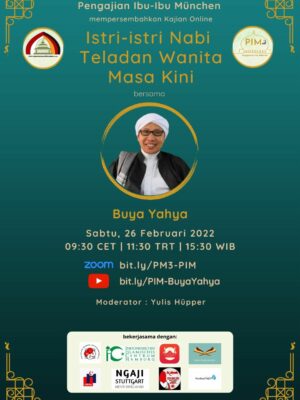 Pengajian Ibu-Ibu München
mempersembahkan Kajian Online
Istri-istri Nabi
Teladan Wanita
Masa Kini
bersama
PIM
Buya Yahya
Sabtu, 26 Februari 2022
09:30 CET | 11:30 TRT | 15:30 WIB
zoom bit.ly/PM3-PIM
bit.ly/PIM-BuyaYahya
Moderator : Yulis Hüpper
bekerjasama dengan:
NGAJI
STUTTGART